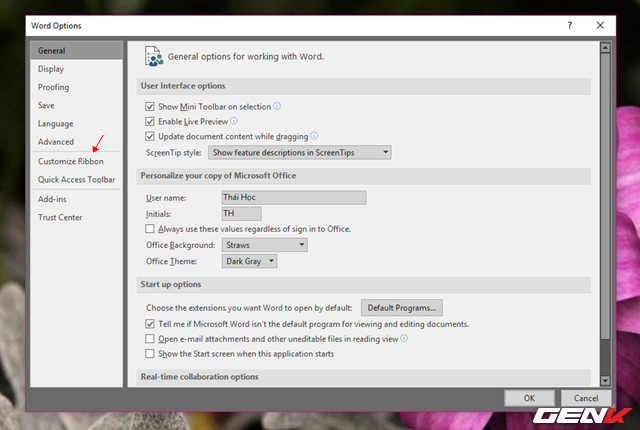 Word Options
General
Display
Proofing
Save
Language
Advanced
Customize Ribbon
Quick Access Toolbar
Add-ins
Trust Center
General options for working with Word.
User Interface options
Show Mini Toolbar on selection
Enable Live Preview
Update document content while dragging
ScreenTip style: Show feature descriptions in ScreenTips
Personalize your copy of Microsoft Office
User name: Thái Học
Initials: TH
Always use these values regardless of sign in to Office.
Office Background: Straws
Office Theme: Dark Gray
Start up options
Choose the extensions you want Word to open by default: Default Programs...
Tell me if Microsoft Word isn't the default program for viewing and editing documents.
Open e-mail attachments and other uneditable files in reading view
Show the Start screen when this application starts
Real-time collaboration options
OK Cancel
GENK